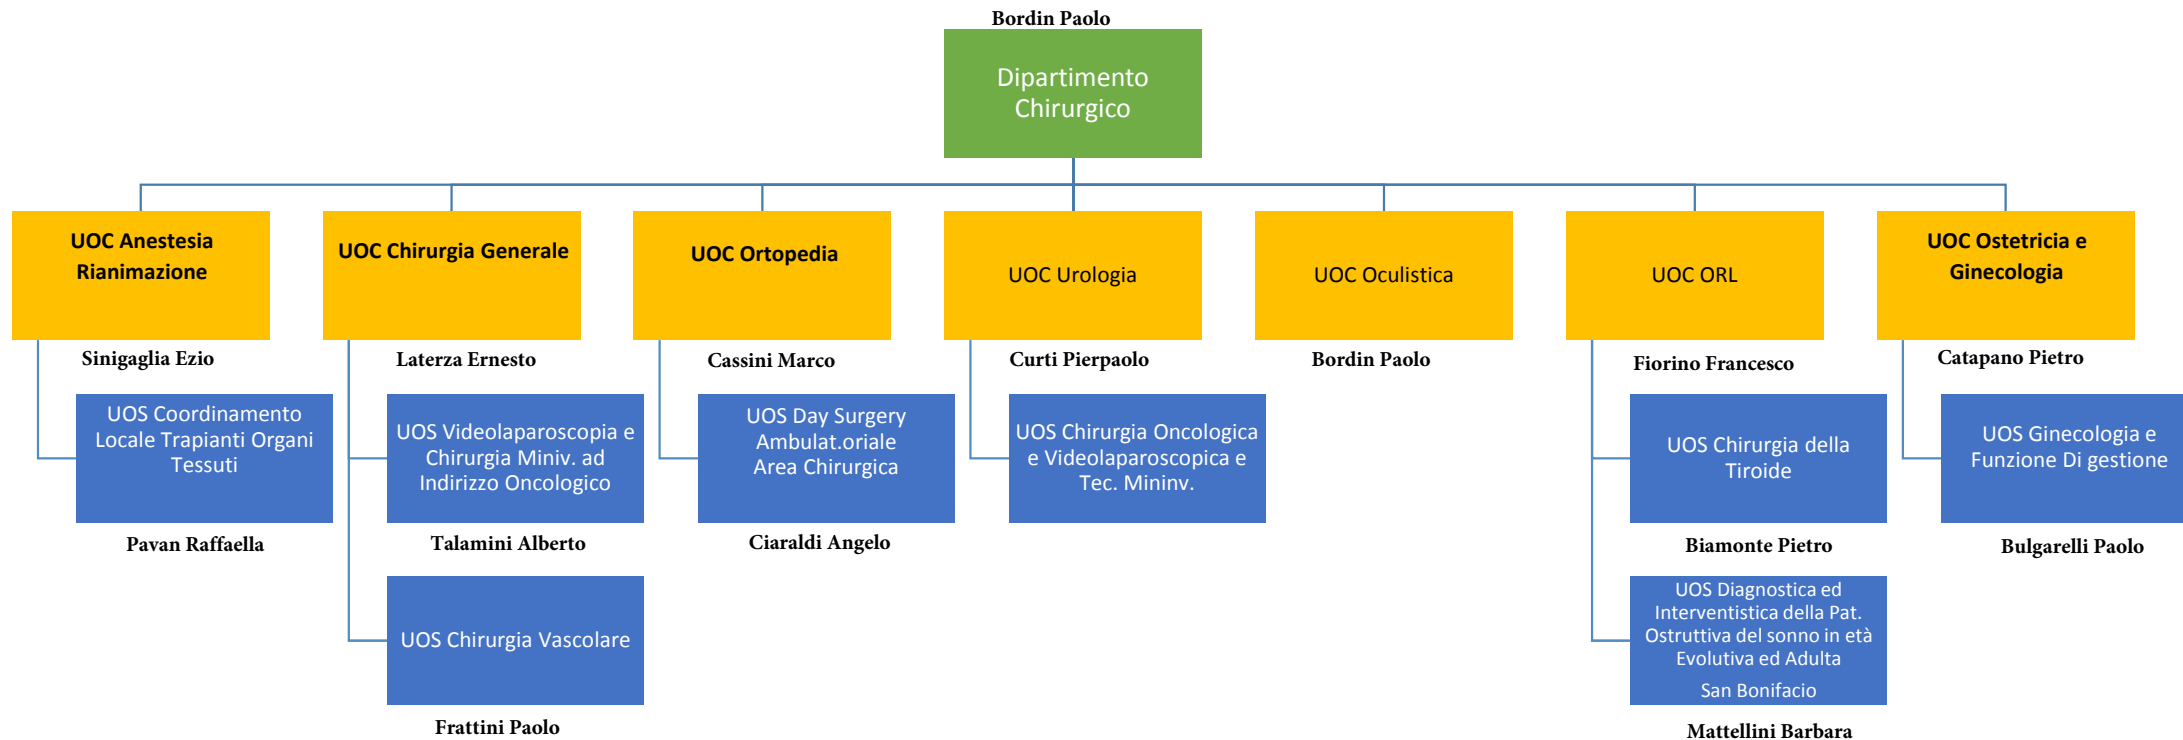 Bordin Paolo
Dipartimento
Chirurgico
UOC Anestesia
Rianimazione
UOC Chirurgia Generale
UOC Ortopedia
UOC Urologia
UOC Oculistica
UOC ORL
UOC Ostetricia e
Ginecologia
Sinigaglia Ezio
Laterza Ernesto
Cassini Marco
Curti Pierpaolo
Bordin Paolo
Fiorino Francesco
Catapano Pietro
UOS Coordinamento
Locale Trapianti Organi
Tessuti
UOS Videolaparoscopia e
Chirurgia Miniv. ad
Indirizzo Oncologico
UOS Day Surgery
Ambulat.oriale
Area Chirurgica
UOS Chirurgia Oncologica
e Videolaparoscopica e
Tec. Mininv.
UOS Chirurgia della
Tiroide
UOS Ginecologia e
Funzione Di gestione
Pavan Raffaella
Talamini Alberto
Ciaraldi Angelo
Biamonte Pietro
Bulgarelli Paolo
UOS Chirurgia Vascolare
UOS Diagnostica ed
Interventistica della Pat.
Ostruttiva del sonno in età
Evolutiva ed Adulta
San Bonifacio
Frattini Paolo
Mattellini Barbara